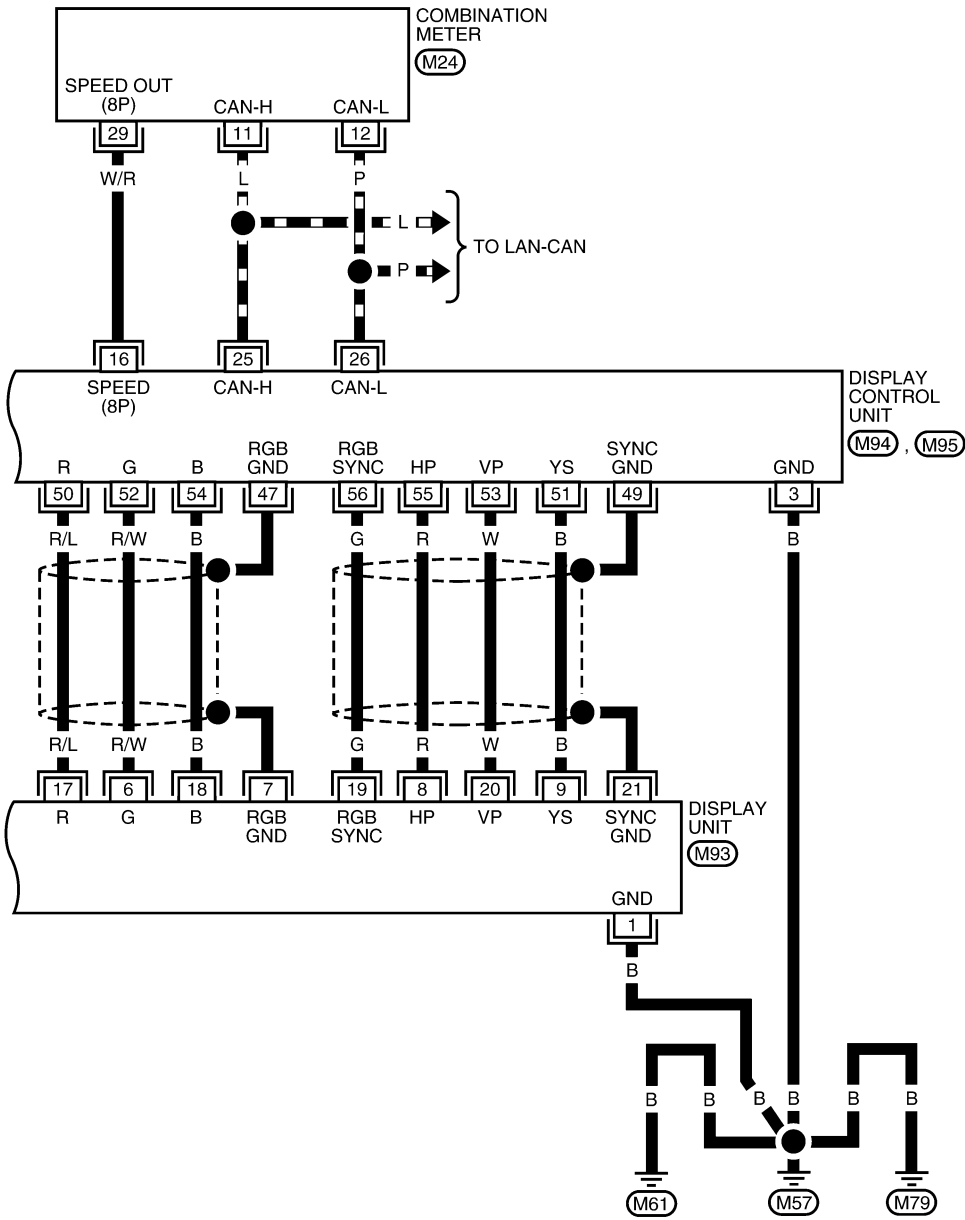 COMBINATION
METER
M24
SPEED OUT
(8P)
CAN-H
CAN-L
29
11
12
W/R
L
P
L
P
TO LAN-CAN
16
25
26
SPEED
(8P)
CAN-H
CAN-L
DISPLAY
CONTROL
UNIT
M94 , M95
R
G
B
RGB
GND
RGB
SYNC
HP
VP
YS
SYNC
GND
GND
50
52
54
47
56
55
53
51
49
3
R/L
R/W
B
G
R
W
B
B
R/L
R/W
B
G
R
W
B
17
6
18
7
19
8
20
9
21
R
G
B
RGB
GND
RGB
SYNC
HP
VP
YS
SYNC
GND
DISPLAY
UNIT
M93
GND
1
B
B
B
B
B
B
B
M61
M57
M79